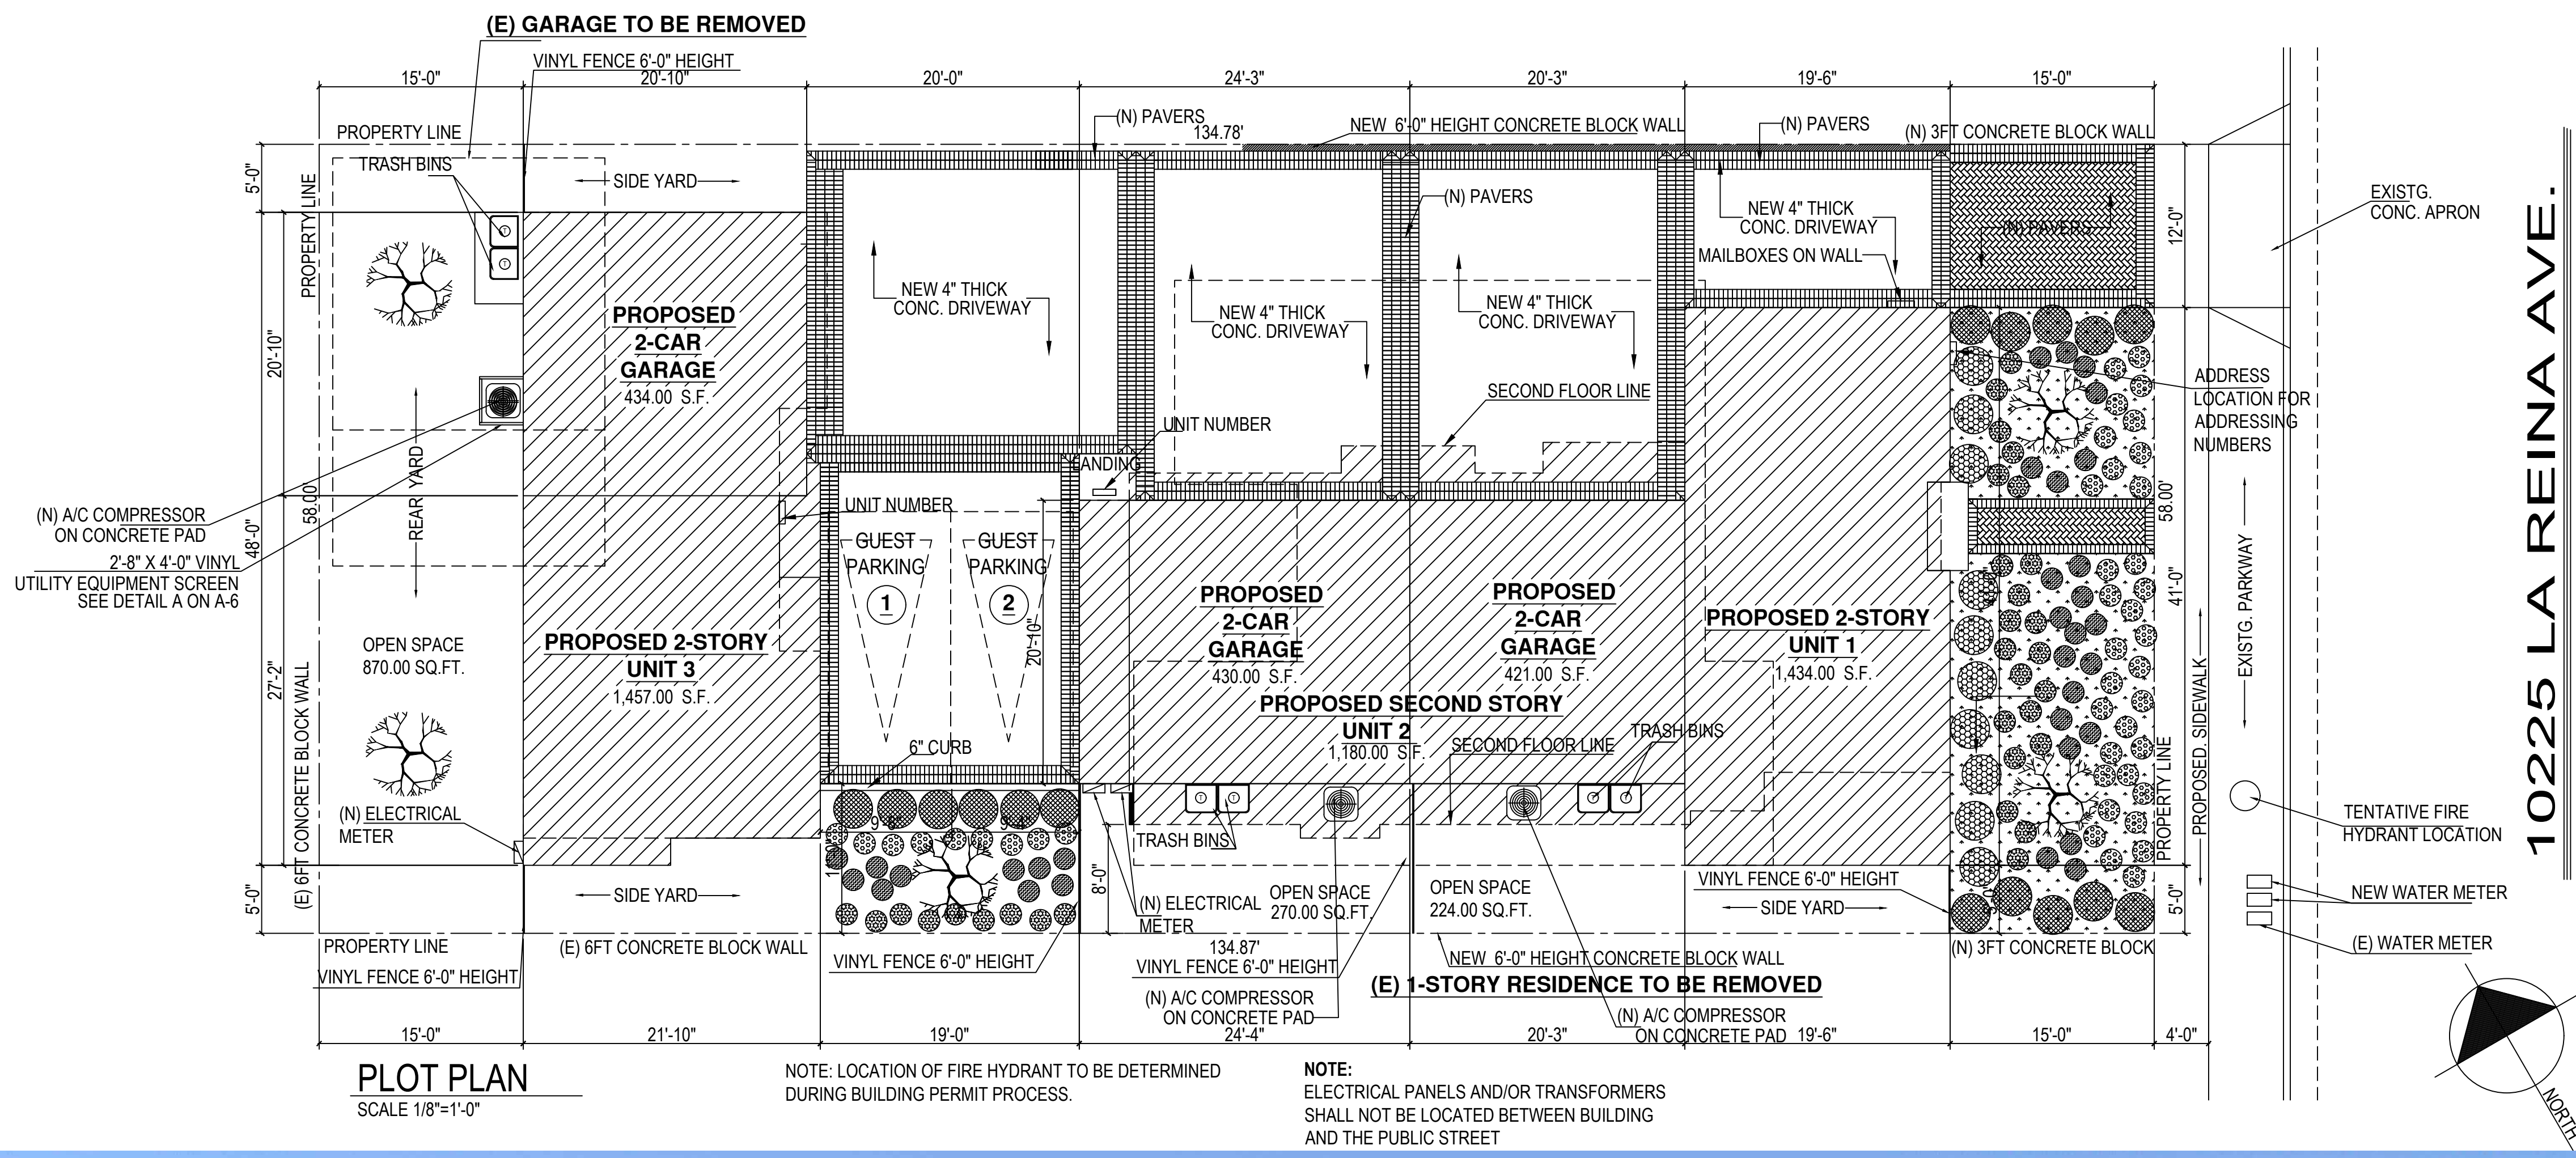 (E) GARAGE TO BE REMOVED
VINYL FENCE 6'-0" HEIGHT
15'-0"
20'-10"
20'-0"
24'-3"
20'-3"
19'-6"
15'-0"
(N) PAVERS
134.78'
NEW 6'-0" HEIGHT CONCRETE BLOCK WALL
(N) PAVERS
(N) 3FT CONCRETE BLOCK WALL
PROPERTY LINE
TRASH BINS
SIDE YARD
5'-0"
PROPERTY LINE
(N) PAVERS
NEW 4" THICK
CONC. DRIVEWAY
MAILBOXES ON WALL
(N) PAVERS
12'-0"
EXISTG.
CONC. APRON
T
T
NEW 4" THICK
CONC. DRIVEWAY
NEW 4" THICK
CONC. DRIVEWAY
NEW 4" THICK
CONC. DRIVEWAY
PROPOSED
2-CAR
GARAGE
434.00 S.F.
20'-10"
SECOND FLOOR LINE
UNIT NUMBER
LANDING
ADDRESS
LOCATION FOR
ADDRESSING
NUMBERS
REAR YARD
58.00'
48'-0"
(N) A/C COMPRESSOR
ON CONCRETE PAD
2'-8" X 4'-0" VINYL
UTILITY EQUIPMENT SCREEN
SEE DETAIL A ON A-6
UNIT NUMBER
GUEST
PARKING
1
GUEST
PARKING
2
20'-10"
58.00'
EXISTG. PARKWAY
10225 LA REINA AVE.
PROPOSED
2-CAR
GARAGE
430.00 S.F.
PROPOSED
2-CAR
GARAGE
421.00 S.F.
PROPOSED 2-STORY
UNIT 1
1,434.00 S.F.
41'-0"
OPEN SPACE
870.00 SQ.FT.
PROPOSED 2-STORY
UNIT 3
1,457.00 S.F.
27'-2"
(E) 6FT CONCRETE BLOCK WALL
PROPOSED SECOND STORY
UNIT 2
1,180.00 S.F.
SECOND FLOOR LINE
TRASH BINS
6" CURB
PROPERTY LINE
PROPOSED. SIDEWALK
(N) ELECTRICAL
METER
9'-6"
9'-4"
T
T
T
T
TRASH BINS
TENTATIVE FIRE
HYDRANT LOCATION
5'-0"
SIDE YARD
8'-0"
(N) ELECTRICAL
METER
OPEN SPACE
270.00 SQ.FT.
OPEN SPACE
224.00 SQ.FT.
VINYL FENCE 6'-0" HEIGHT
SIDE YARD
5'-0"
NEW WATER METER
(E) WATER METER
PROPERTY LINE
(E) 6FT CONCRETE BLOCK WALL
VINYL FENCE 6'-0" HEIGHT
VINYL FENCE 6'-0" HEIGHT
134.87'
VINYL FENCE 6'-0" HEIGHT
NEW 6'-0" HEIGHT CONCRETE BLOCK WALL
(N) 3FT CONCRETE BLOCK
(E) 1-STORY RESIDENCE TO BE REMOVED
(N) A/C COMPRESSOR
ON CONCRETE PAD
(N) A/C COMPRESSOR
ON CONCRETE PAD
15'-0"
21'-10"
19'-0"
24'-4"
20'-3"
19'-6"
15'-0"
4'-0"
PLOT PLAN
SCALE 1/8"=1'-0"
NOTE: LOCATION OF FIRE HYDRANT TO BE DETERMINED
DURING BUILDING PERMIT PROCESS.
NOTE:
ELECTRICAL PANELS AND/OR TRANSFORMERS
SHALL NOT BE LOCATED BETWEEN BUILDING
AND THE PUBLIC STREET
NORTH